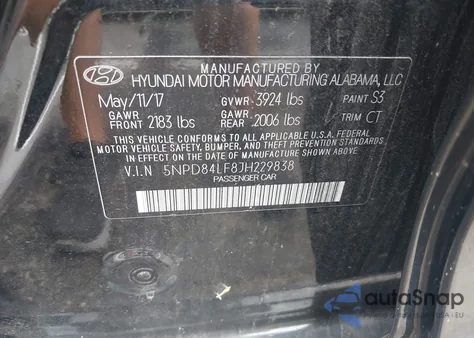 MANUFACTURED BY
HYUNDAI MOTOR MANUFACTURING ALABAMA, LLC
May/11/17 GVWR 3924 lbs PAINT S3
GAWR FRONT 2183 lbs GAWR REAR 2006 lbs TRIM CT
THIS VEHICLE CONFORMS TO ALL APPLICABLE U.S.A. FEDERAL
MOTOR VEHICLE SAFETY, BUMPER, AND THEFT PREVENTION STANDARDS
IN EFFECT ON THE DATE OF MANUFACTURE SHOWN ABOVE.
V.I.N 5NPD84LF8JH229838
PASSENGER CAR
autoSnap